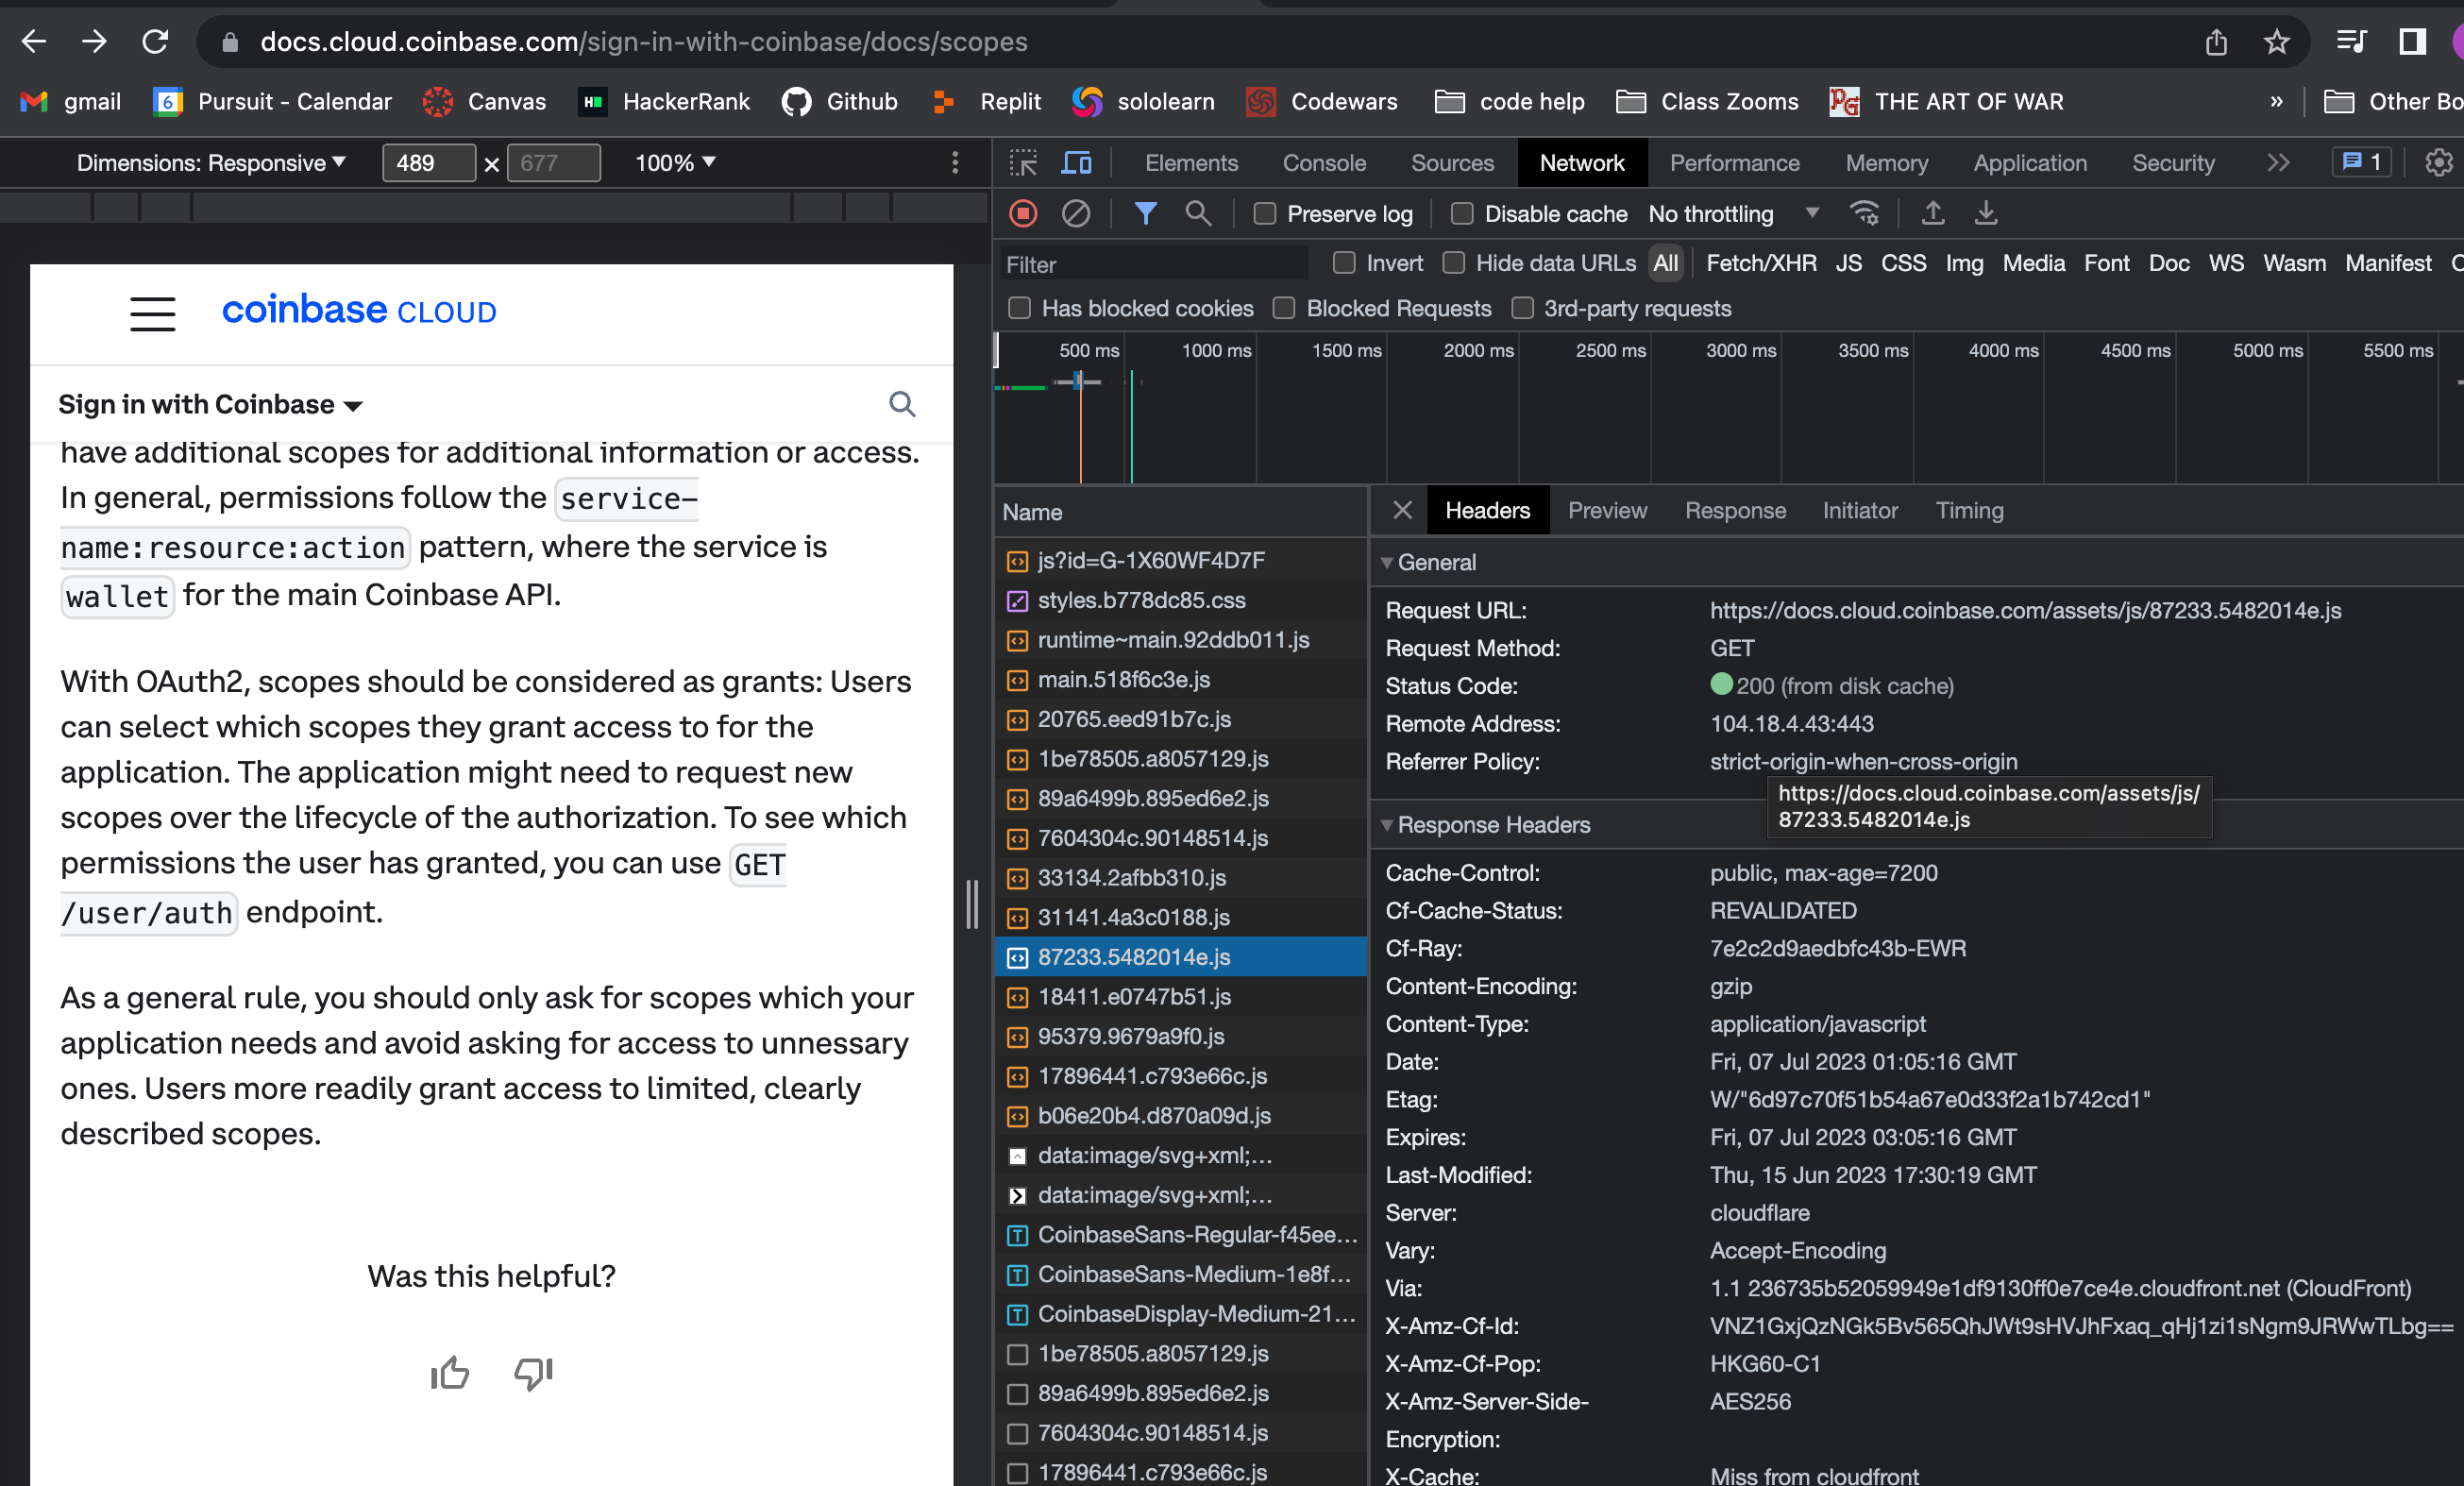 docs.cloud.coinbase.com/sign-in-with-coinbase/docs/scopes
gmail
Pursuit - Calendar
Canvas
HackerRank
Github
Replit
sololearn
Codewars
code help
Class Zooms
THE ART OF WAR
»
Other Bo
Dimensions: Responsive
489 × 677
100%
Elements
Console
Sources
Network
Performance
Memory
Application
Security
1
Preserve log
Disable cache
No throttling
Filter
Invert
Hide data URLs
All
Fetch/XHR
JS
CSS
Img
Media
Font
Doc
WS
Wasm
Manifest
Has blocked cookies
Blocked Requests
3rd-party requests
500 ms
1000 ms
1500 ms
2000 ms
2500 ms
3000 ms
3500 ms
4000 ms
4500 ms
5000 ms
5500 ms
coinbase CLOUD
Sign in with Coinbase
have additional scopes for additional information or access.
In general, permissions follow the service-
name:resource:action pattern, where the service is
wallet for the main Coinbase API.
With OAuth2, scopes should be considered as grants: Users
can select which scopes they grant access to for the
application. The application might need to request new
scopes over the lifecycle of the authorization. To see which
permissions the user has granted, you can use GET
/user/auth endpoint.
As a general rule, you should only ask for scopes which your
application needs and avoid asking for access to unnessary
ones. Users more readily grant access to limited, clearly
described scopes.
Was this helpful?
Name
js?id=G-1X60WF4D7F
styles.b778dc85.css
runtime~main.92ddb011.js
main.518f6c3e.js
20765.eed91b7c.js
1be78505.a8057129.js
89a6499b.895ed6e2.js
7604304c.90148514.js
33134.2afbb310.js
31141.4a3c0188.js
87233.5482014e.js
18411.e0747b51.js
95379.9679a9f0.js
17896441.c793e66c.js
b06e20b4.d870a09d.js
data:image/svg+xml;…
data:image/svg+xml;…
CoinbaseSans-Regular-f45ee…
CoinbaseSans-Medium-1e8f…
CoinbaseDisplay-Medium-21…
1be78505.a8057129.js
89a6499b.895ed6e2.js
7604304c.90148514.js
17896441.c793e66c.js
Headers
Preview
Response
Initiator
Timing
General
Request URL: https://docs.cloud.coinbase.com/assets/js/87233.5482014e.js
Request Method: GET
Status Code: 200 (from disk cache)
Remote Address: 104.18.4.43:443
Referrer Policy: strict-origin-when-cross-origin
https://docs.cloud.coinbase.com/assets/js/
87233.5482014e.js
Response Headers
Cache-Control: public, max-age=7200
Cf-Cache-Status: REVALIDATED
Cf-Ray: 7e2c2d9aedbfc43b-EWR
Content-Encoding: gzip
Content-Type: application/javascript
Date: Fri, 07 Jul 2023 01:05:16 GMT
Etag: W/"6d97c70f51b54a67e0d33f2a1b742cd1"
Expires: Fri, 07 Jul 2023 03:05:16 GMT
Last-Modified: Thu, 15 Jun 2023 17:30:19 GMT
Server: cloudflare
Vary: Accept-Encoding
Via: 1.1 236735b52059949e1df9130ff0e7ce4e.cloudfront.net (CloudFront)
X-Amz-Cf-Id: VNZ1GxjQzNGk5Bv565QhJWt9sHVJhFxaq_qHj1zi1sNgm9JRWwTLbg==
X-Amz-Cf-Pop: HKG60-C1
X-Amz-Server-Side- AES256
Encryption:
X-Cache: Miss from cloudfront